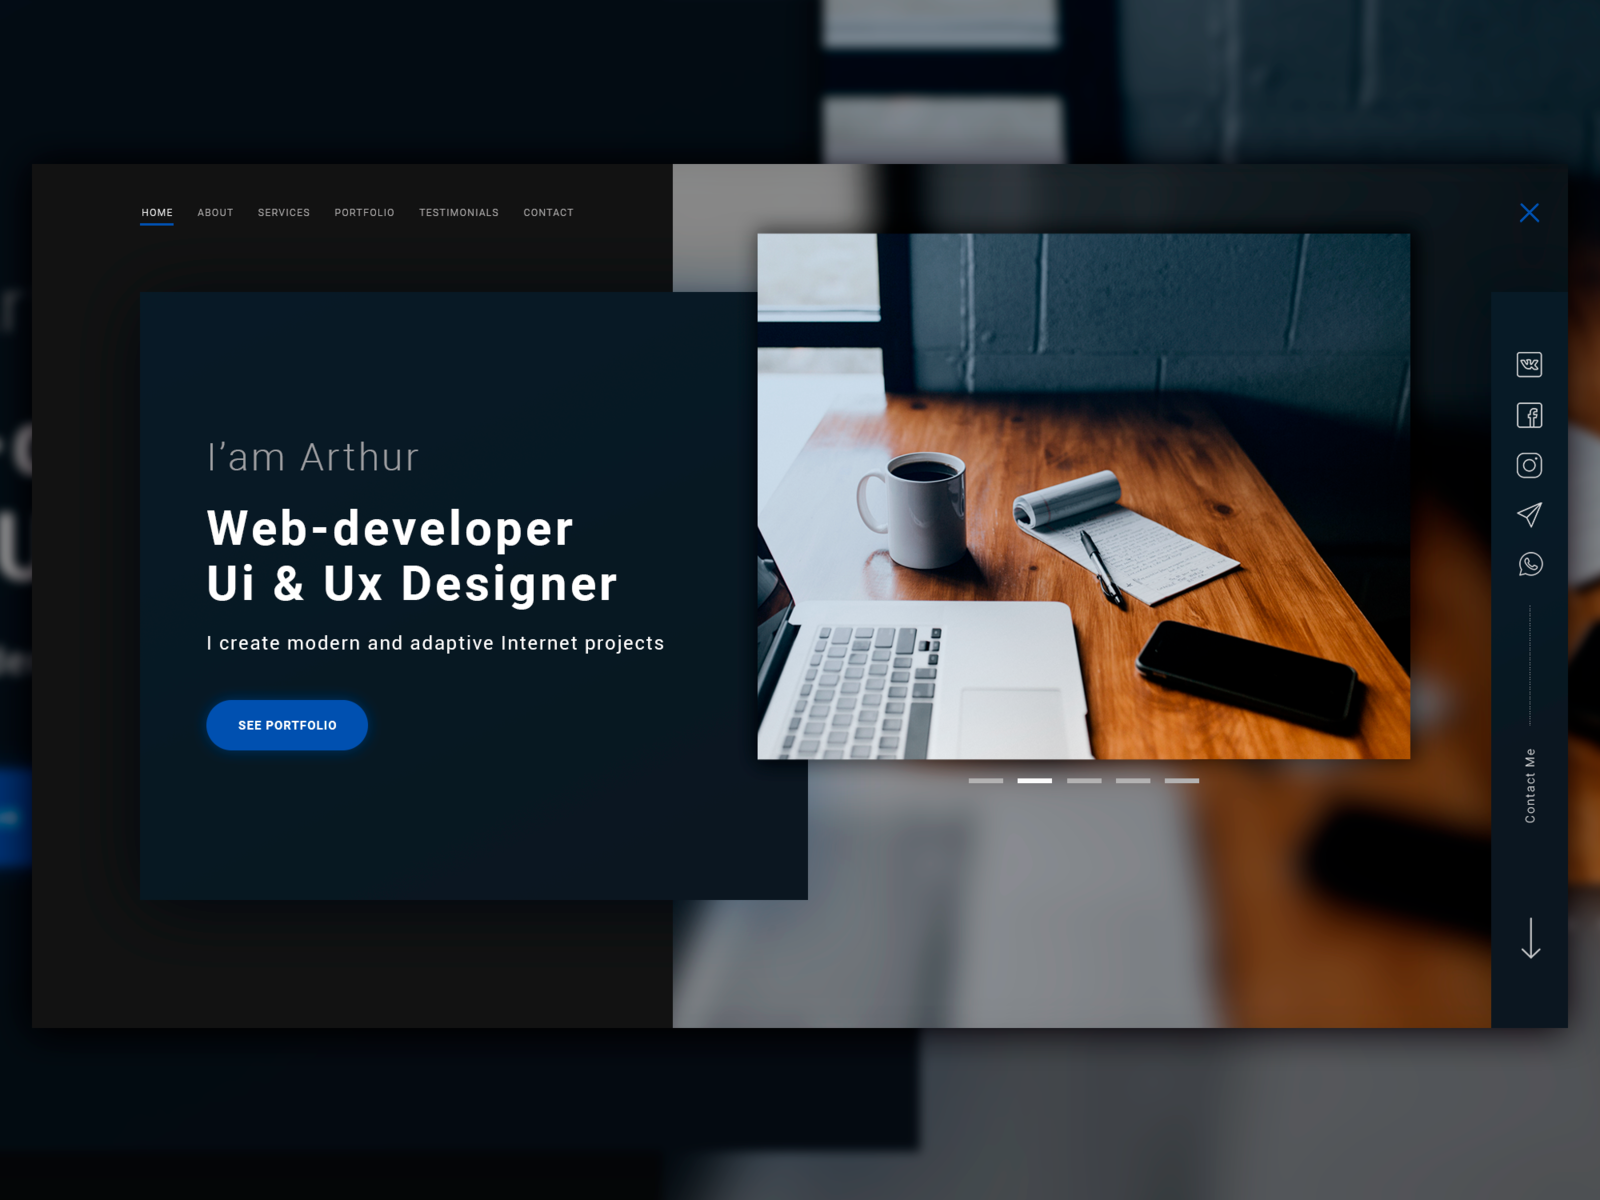 HOME ABOUT SERVICES PORTFOLIO TESTIMONIALS CONTACT
I’am Arthur
Web-developer
Ui & Ux Designer
I create modern and adaptive Internet projects
SEE PORTFOLIO
Contact Me